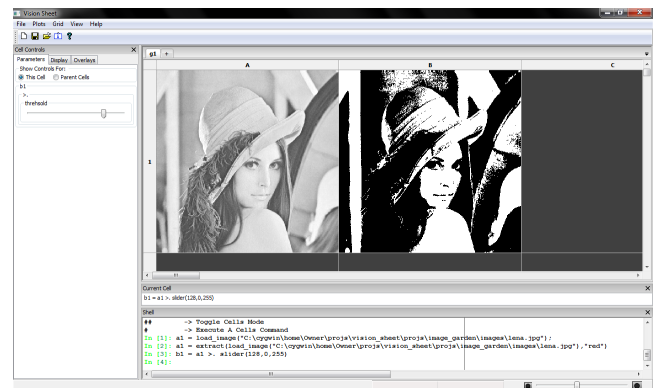 Vision Sheet
File Plots Grid View Help
Cell Controls
Parameters Display Overlays
Show Controls For:
This Cell Parent Cells
b1
>.
threhsold
g1 +
A B C
1
Current Cell
b1 = a1 >. slider(128,0,255)
Shell
## -> Toggle Cells Mode
# -> Execute A Cells Command
In [1]: a1 = load_image("C:\cygwin\home\Owner\projs\vision_sheet\projs\image_garden\images\lena.jpg");
In [2]: a1 = extract(load_image("C:\cygwin\home\Owner\projs\vision_sheet\projs\image_garden\images\lena.jpg"),"red")
In [3]: b1 = a1 >. slider(128,0,255)
In [4]: